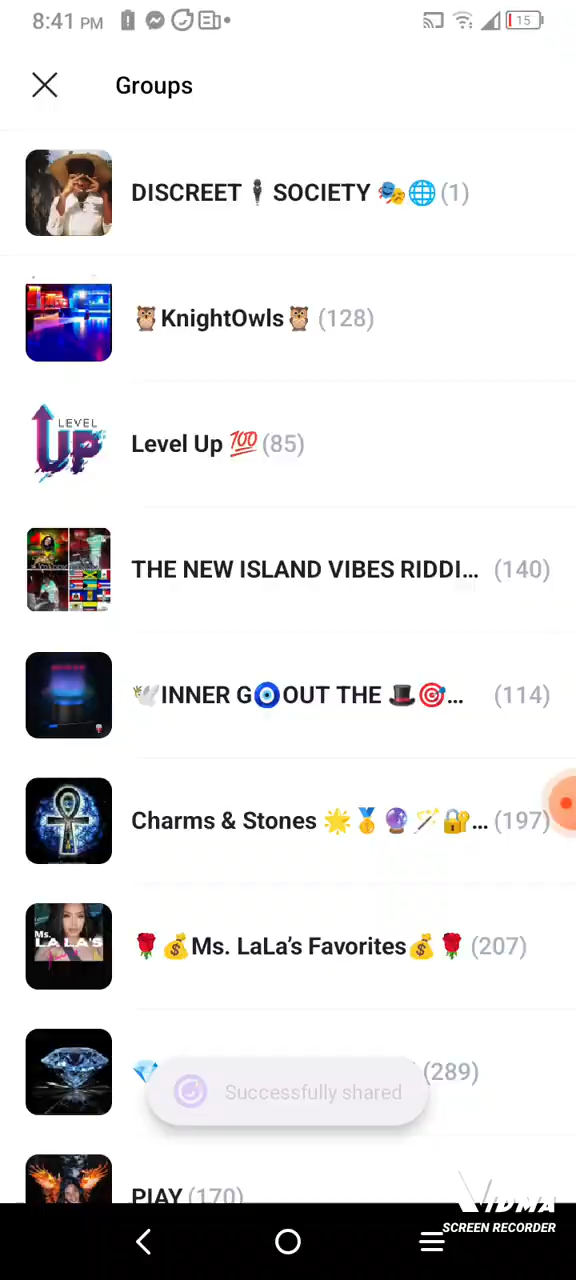 8:41 PM
15
Groups
DISCREET 🕴 SOCIETY 🎭🌐 (1)
🦉KnightOwls🦉 (128)
LEVEL
UP
Level Up 💯 (85)
THE NEW ISLAND VIBES RIDDI... (140)
🕊️INNER G🧿OUT THE 🎩🎯... (114)
Charms & Stones 🌟🥇🔮🪄🔐... (197)
Ms.
LALA'S
🌹💰Ms. LaLa’s Favorites💰🌹 (207)
💎 (289)
Successfully shared
PIAY (170)
VIDMA
SCREEN RECORDER